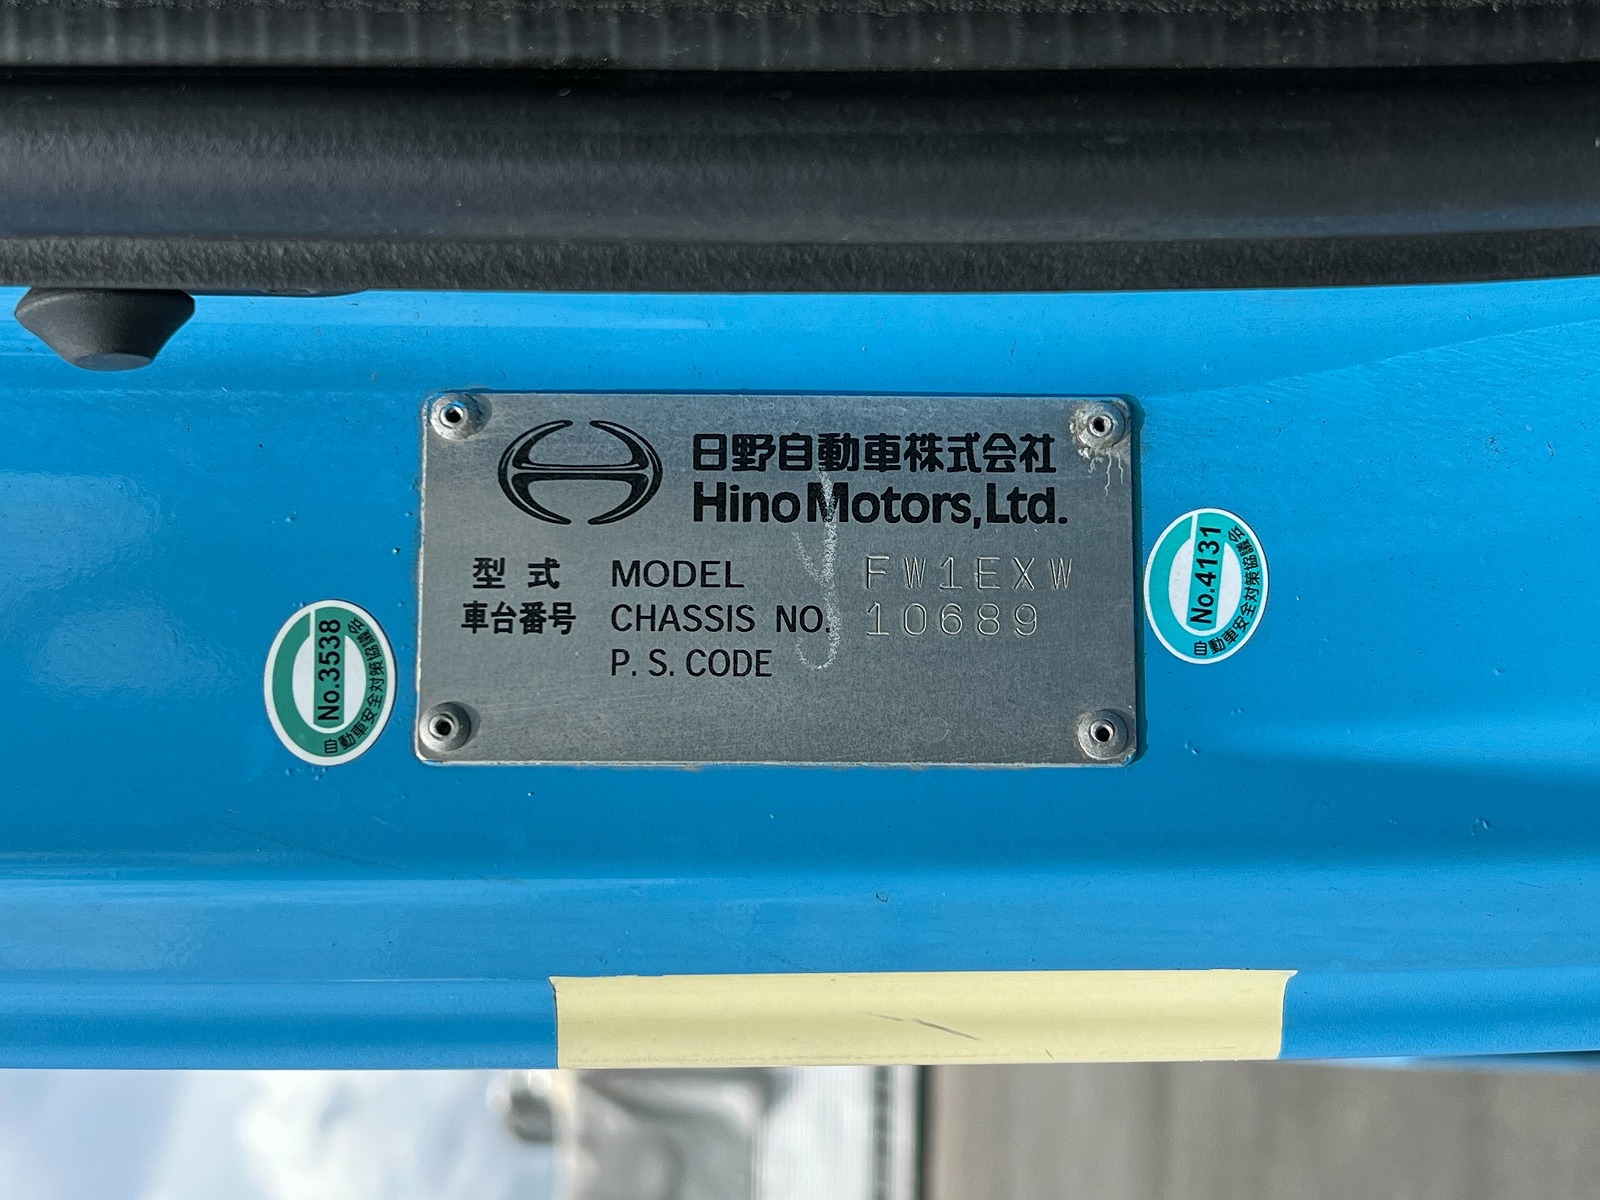 日野自動車株式会社
Hino Motors, Ltd.
型式 MODEL FW1EXW
車台番号 CHASSIS NO. 10689
P. S. CODE
No.3538
自動車安全対策協議会
No.4131
自動車安全対策協議会